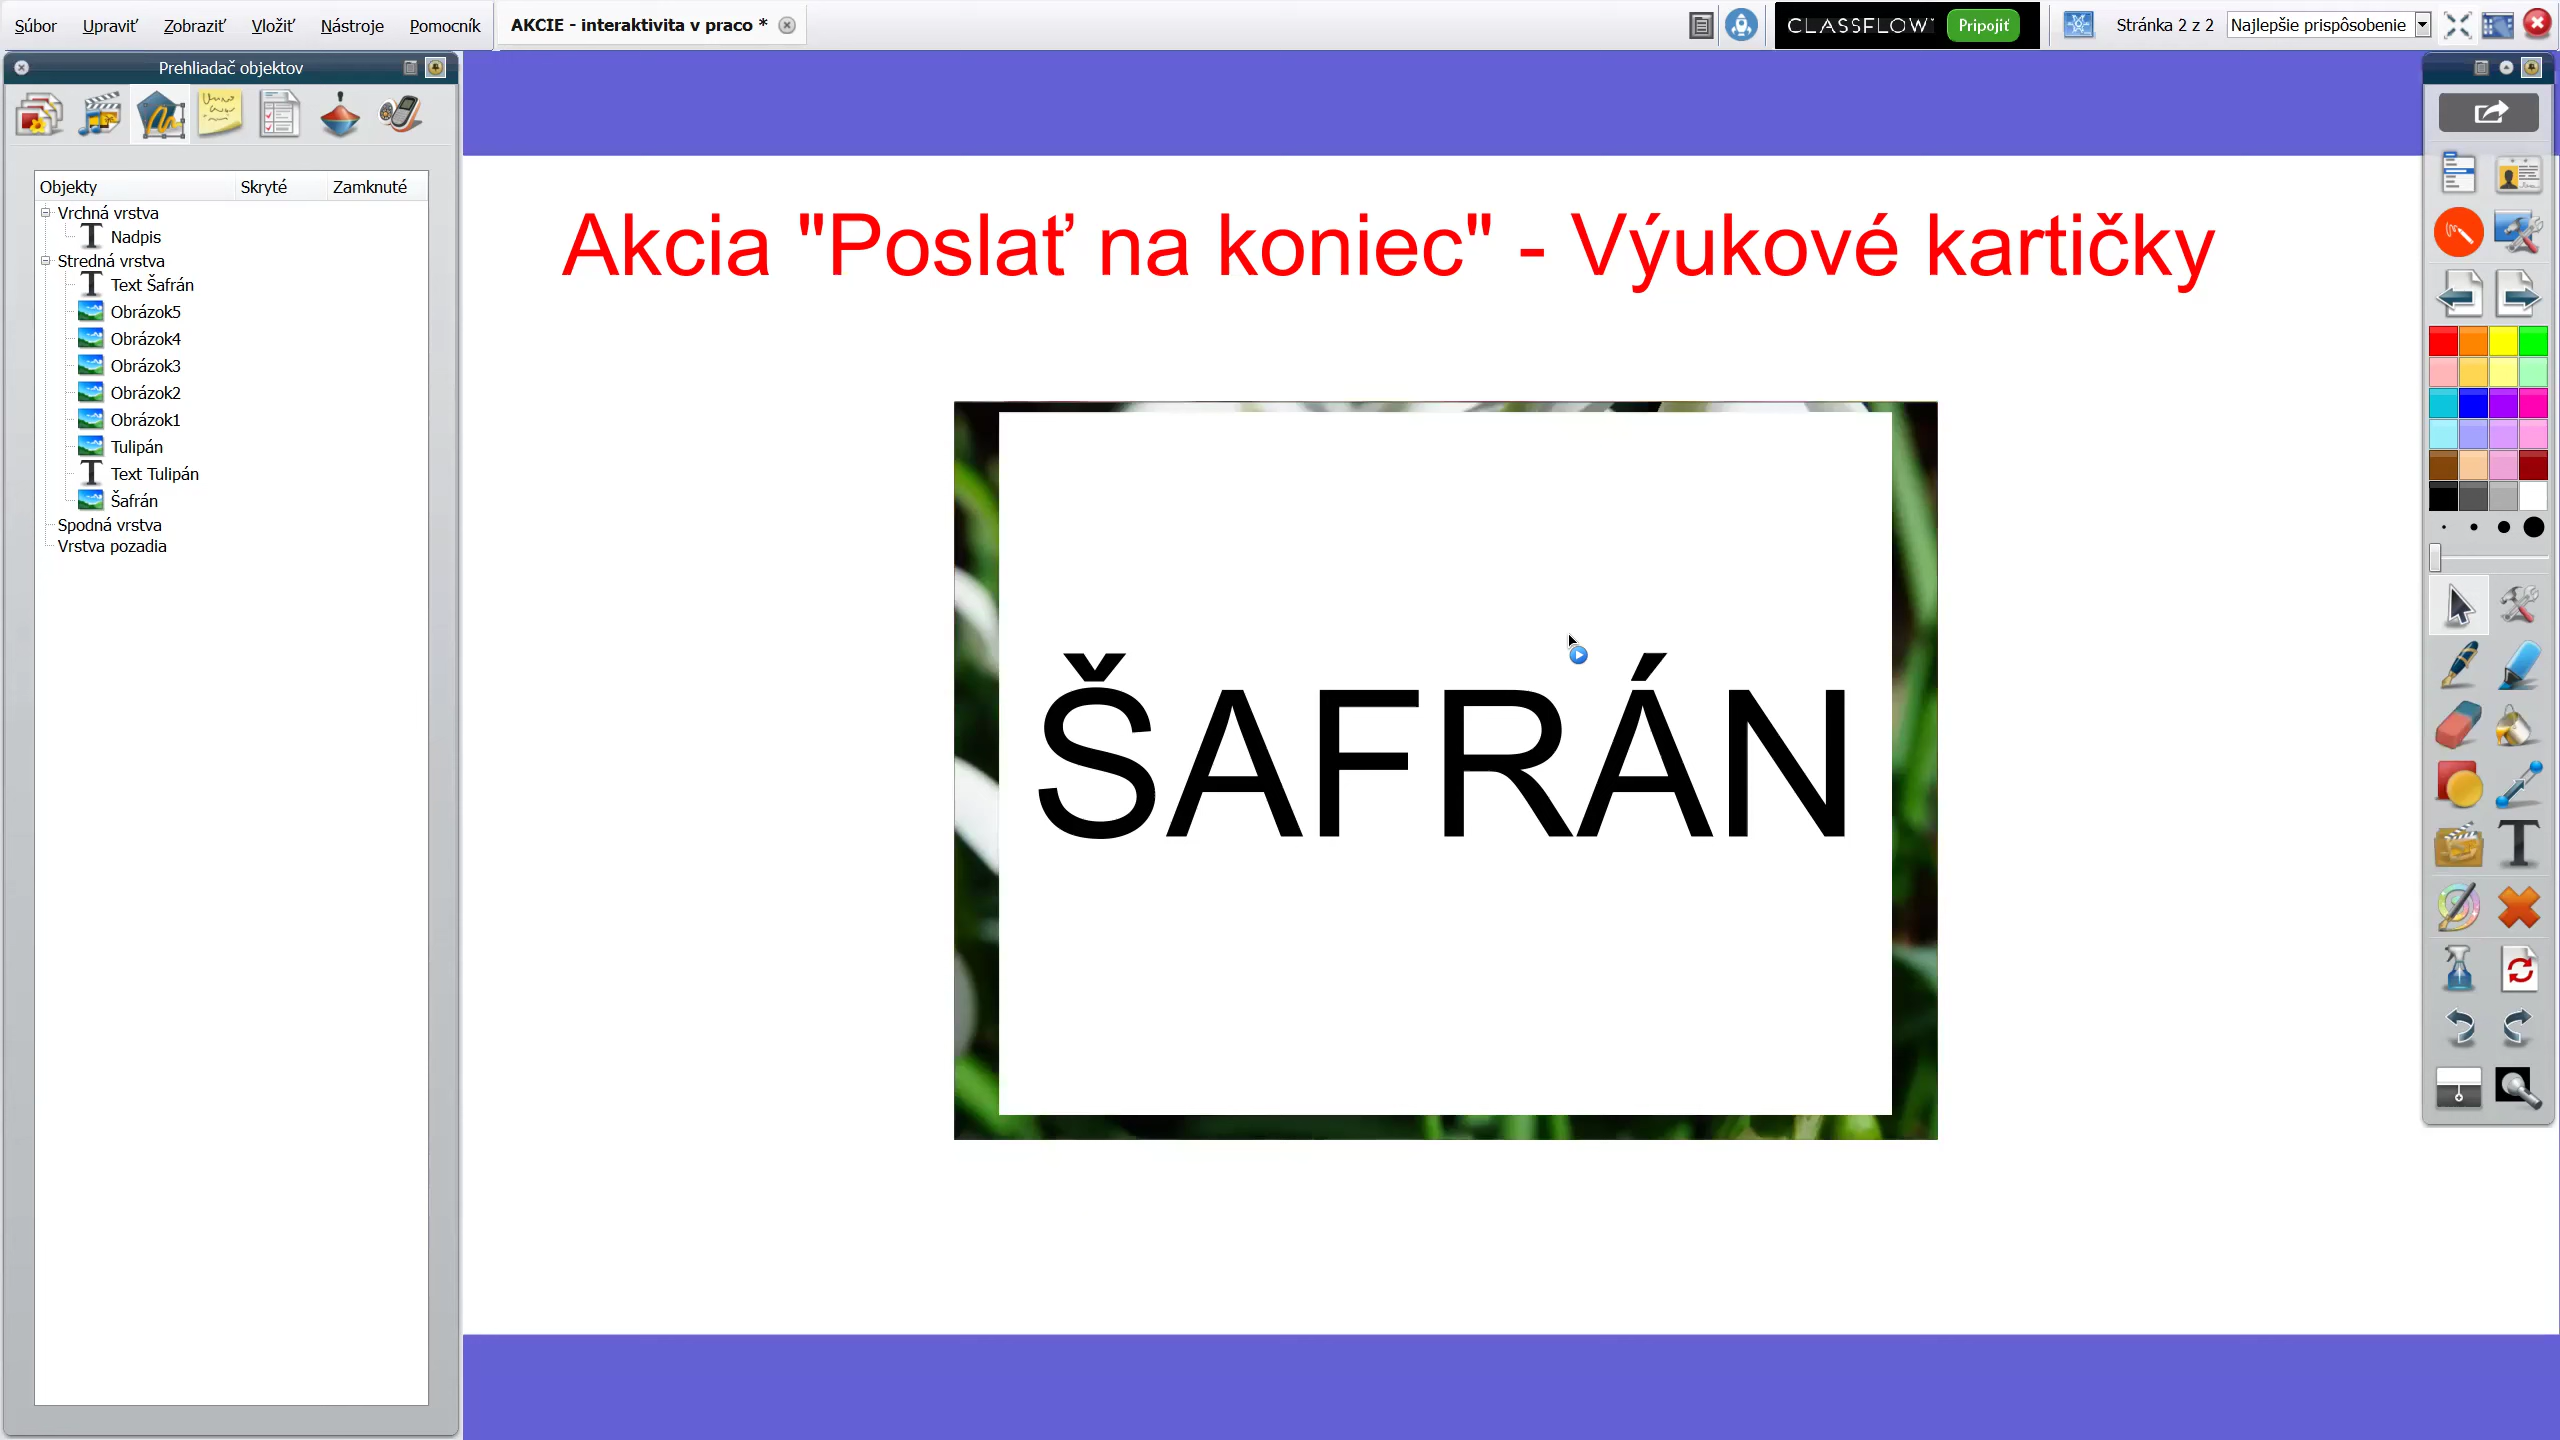 Súbor Upraviť Zobraziť Vložiť Nástroje Pomocník AKCIE - interaktivita v praco * CLASSFLOW Pripojiť Stránka 2 z 2 Najlepšie prispôsobenie
Prehliadač objektov
Objekty Skryté Zamknuté
Vrchná vrstva
Nadpis
Stredná vrstva
Text Šafrán
Obrázok5
Obrázok4
Obrázok3
Obrázok2
Obrázok1
Tulipán
Text Tulipán
Šafrán
Spodná vrstva
Vrstva pozadia
Akcia "Poslať na koniec" - Výukové kartičky
ŠAFRÁN